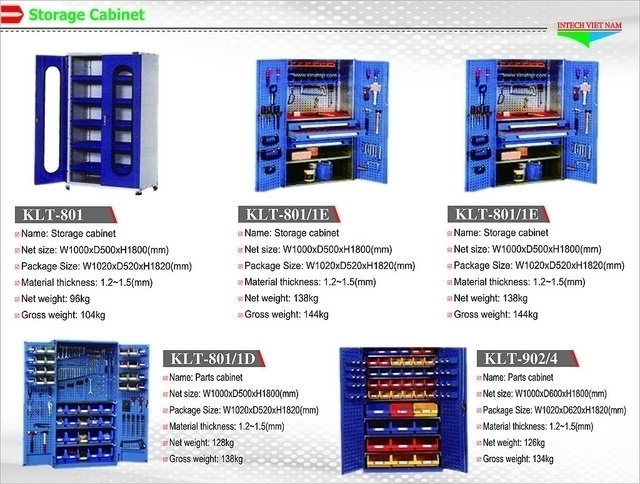 Storage Cabinet
INTECH VIET NAM
KLT-801
Name: Storage cabinet
Net size: W1000xD500xH1800(mm)
Package Size: W1020xD520xH1820(mm)
Material thickness: 1.2~1.5(mm)
Net weight: 96kg
Gross weight: 104kg
KLT-801/1E
Name: Storage cabinet
Net size: W1000xD500xH1800(mm)
Package Size: W1020xD520xH1820(mm)
Material thickness: 1.2~1.5(mm)
Net weight: 138kg
Gross weight: 144kg
KLT-801/1E
Name: Storage cabinet
Net size: W1000xD500xH1800(mm)
Package Size: W1020xD520xH1820(mm)
Material thickness: 1.2~1.5(mm)
Net weight: 138kg
Gross weight: 144kg
KLT-801/1D
Name: Parts cabinet
Net size: W1000xD500xH1800(mm)
Package Size: W1020xD520xH1820(mm)
Material thickness: 1.2~1.5(mm)
Net weight: 128kg
Gross weight: 138kg
KLT-902/4
Name: Parts cabinet
Net size: W1000xD600xH1800(mm)
Package Size: W1020xD620xH1820(mm)
Material thickness: 1.2~1.5(mm)
Net weight: 126kg
Gross weight: 134kg